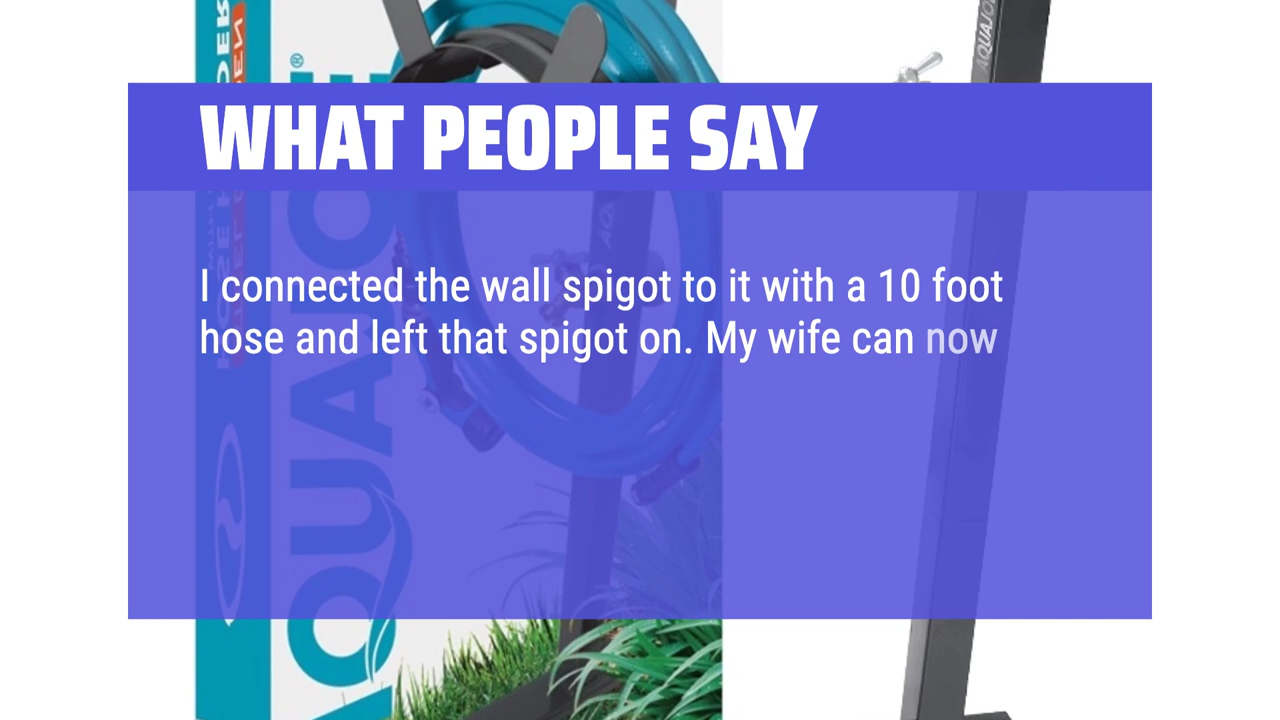 WHAT PEOPLE SAY
I connected the wall spigot to it with a 10 foot
hose and left that spigot on. My wife can now
AQUAJOE®